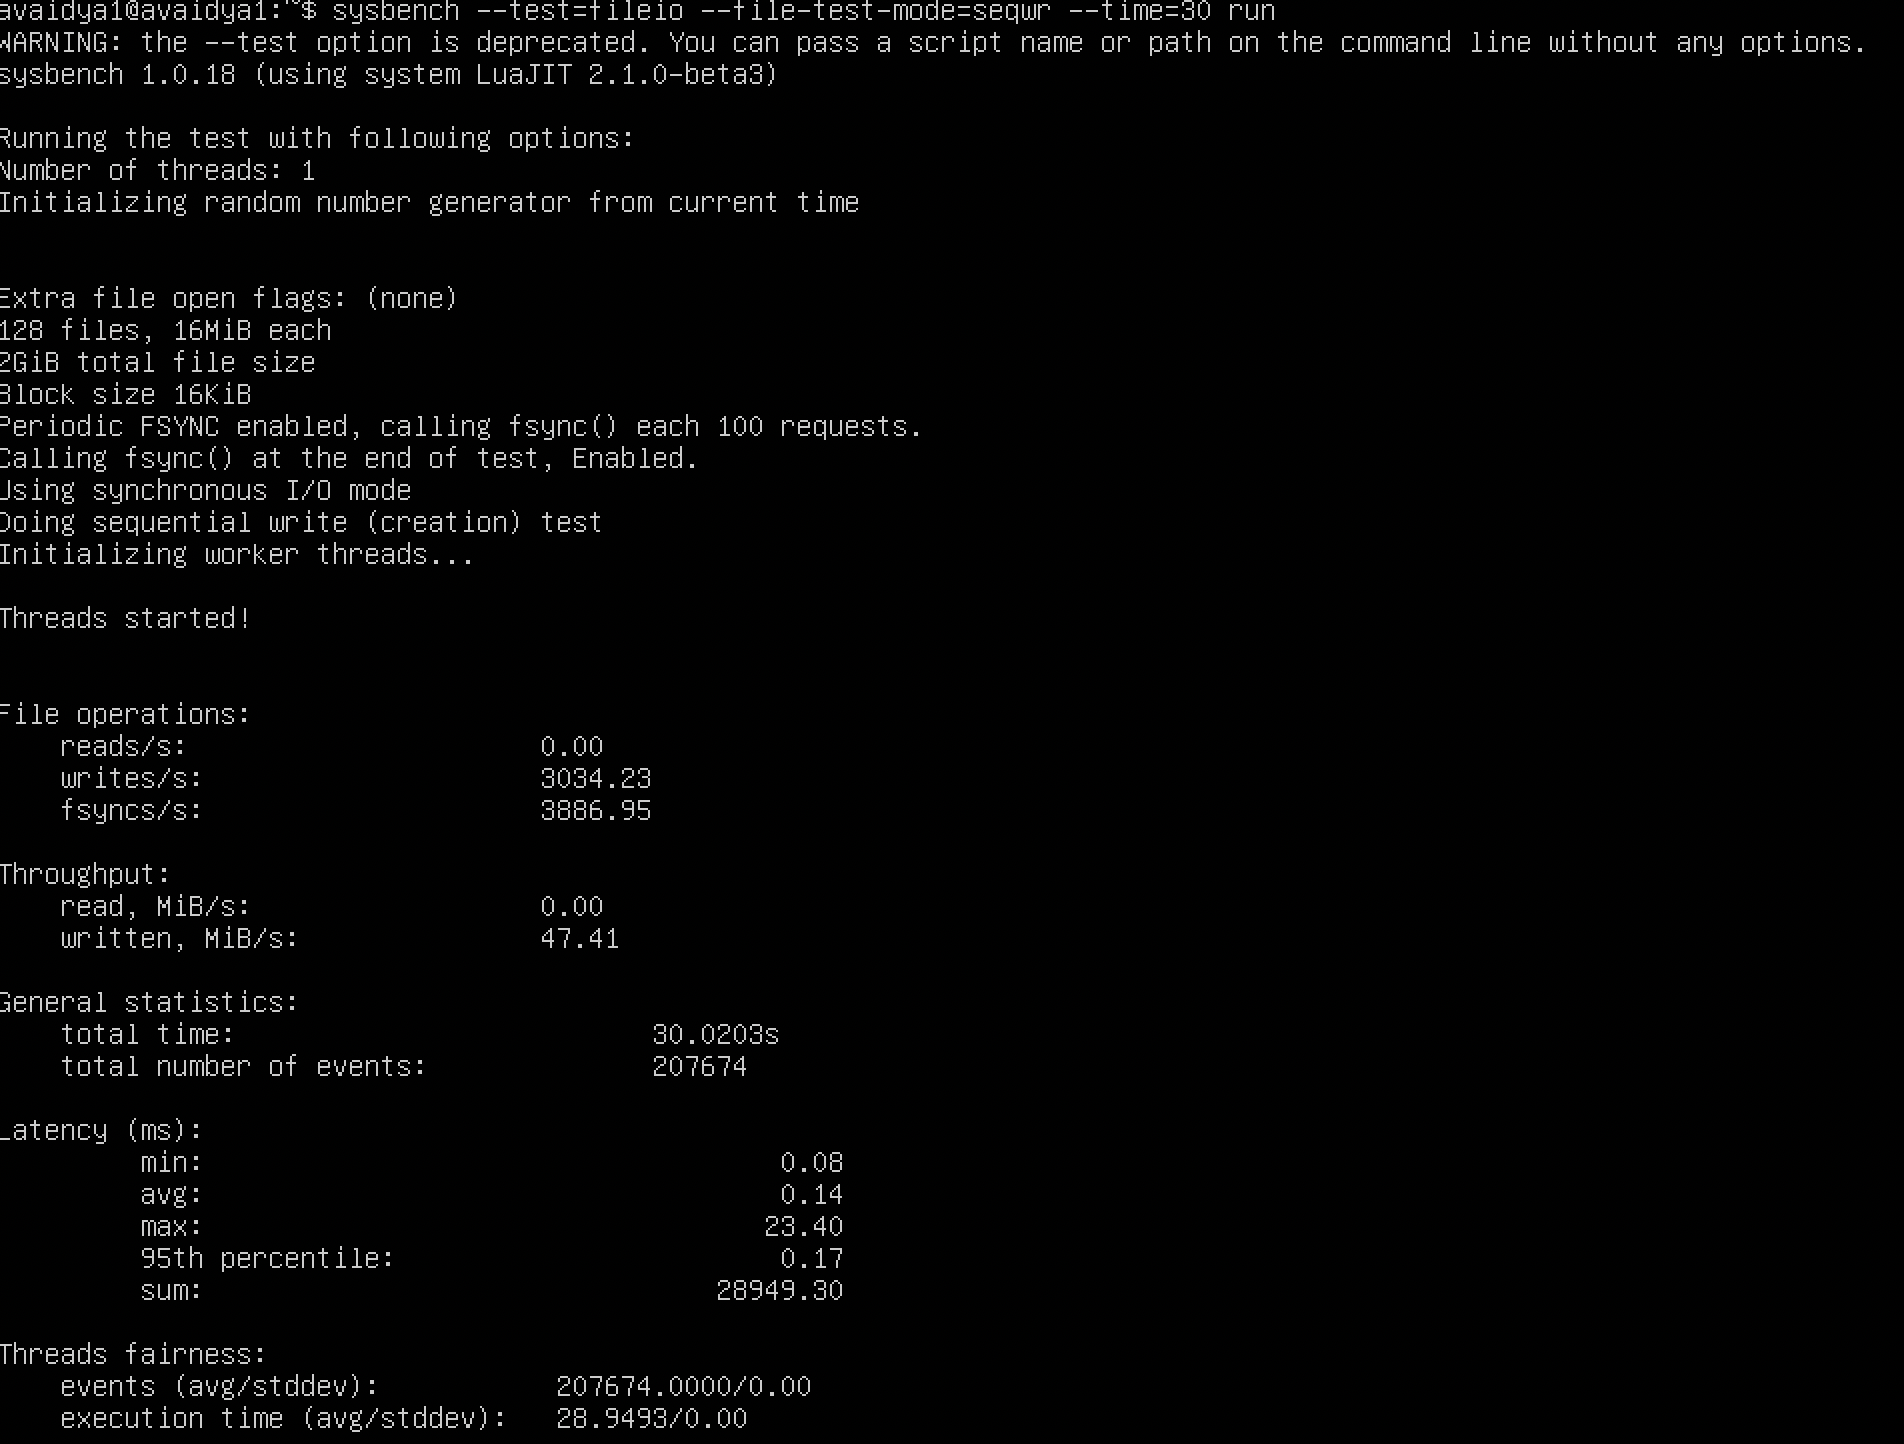 avaidya1@avaidya1:~$ sysbench --test=fileio --file-test-mode=seqwr --time=30 run
WARNING: the --test option is deprecated. You can pass a script name or path on the command line without any options.
sysbench 1.0.18 (using system LuaJIT 2.1.0-beta3)
Running the test with following options:
Number of threads: 1
Initializing random number generator from current time
Extra file open flags: (none)
128 files, 16MiB each
2GiB total file size
Block size 16KiB
Periodic FSYNC enabled, calling fsync() each 100 requests.
Calling fsync() at the end of test, Enabled.
Using synchronous I/O mode
Doing sequential write (creation) test
Initializing worker threads...
Threads started!
File operations:
reads/s: 0.00
writes/s: 3034.23
fsyncs/s: 3886.95
Throughput:
read, MiB/s: 0.00
written, MiB/s: 47.41
General statistics:
total time: 30.0203s
total number of events: 207674
Latency (ms):
min: 0.08
avg: 0.14
max: 23.40
95th percentile: 0.17
sum: 28949.30
Threads fairness:
events (avg/stddev): 207674.0000/0.00
execution time (avg/stddev): 28.9493/0.00